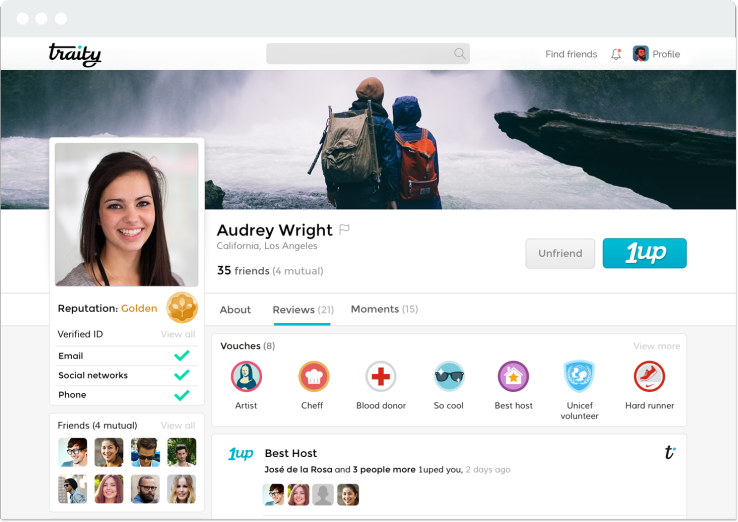 traity
Find friends
Profile
Audrey Wright
California, Los Angeles
35 friends (4 mutual)
Unfriend
1up
Reputation: Golden
Verified ID View all
Email
Social networks
Phone
Friends (4 mutual) View all
About Reviews (21) Moments (15)
Vouches (8) View more
Artist
Cheff
Blood donor
So cool
Best host
Unicef
volunteer
Hard runner
1up Best Host t
José de la Rosa and 3 people more 1uped you, 2 days ago